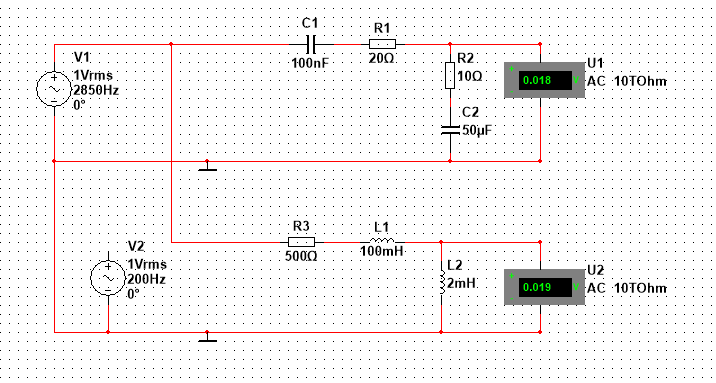 C1
100nF
R1
20Ω
V1
1Vrms
2850Hz
0°
R2
10Ω
C2
50µF
U1
0.018 V
AC 10TOhm
R3
500Ω
L1
100mH
V2
1Vrms
200Hz
0°
L2
2mH
U2
0.019 V
AC 10TOhm